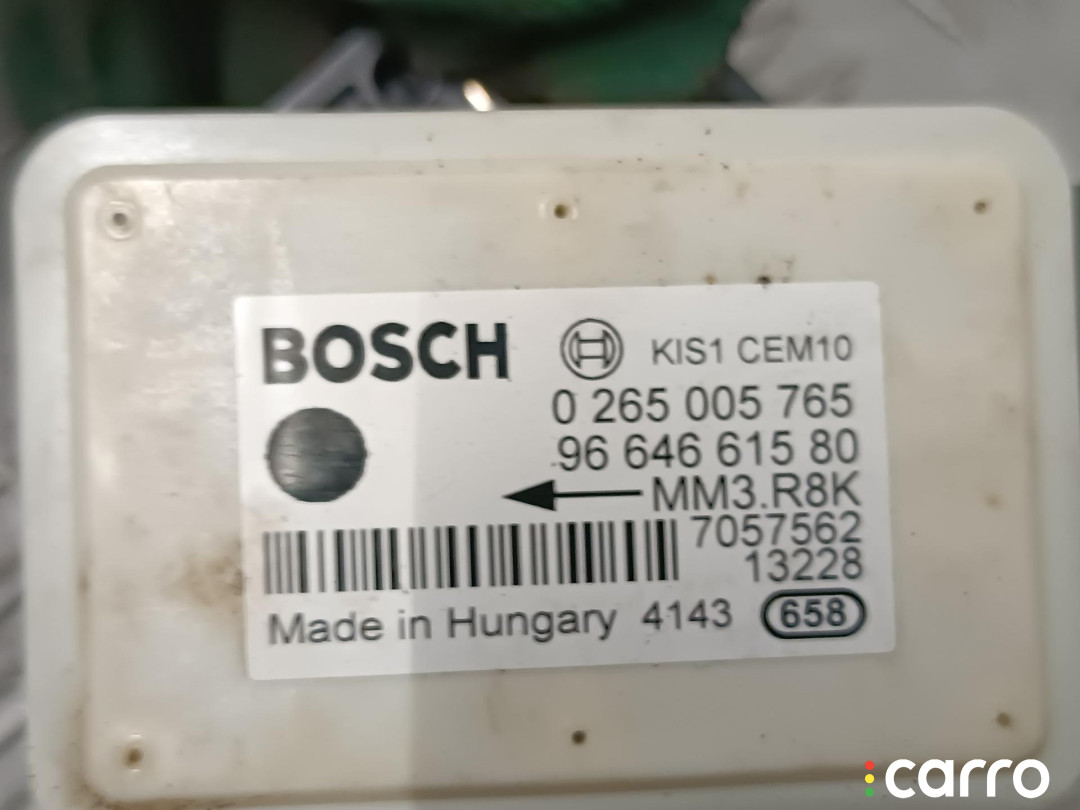 BOSCH KIS1 CEM10
0 265 005 765
96 646 615 80
MM3.R8K
7057562
13228
Made in Hungary 4143 658
carro